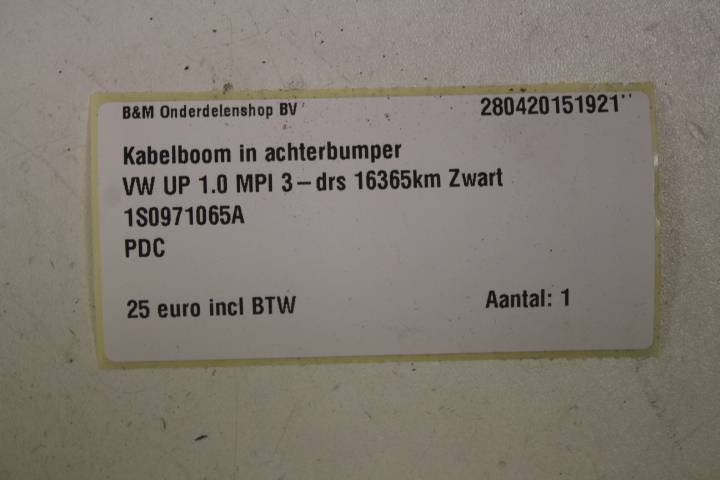 B&M Onderdelenshop BV 280420151921
Kabelboom in achterbumper
VW UP 1.0 MPI 3-drs 16365km Zwart
1S0971065A
PDC
25 euro incl BTW Aantal: 1